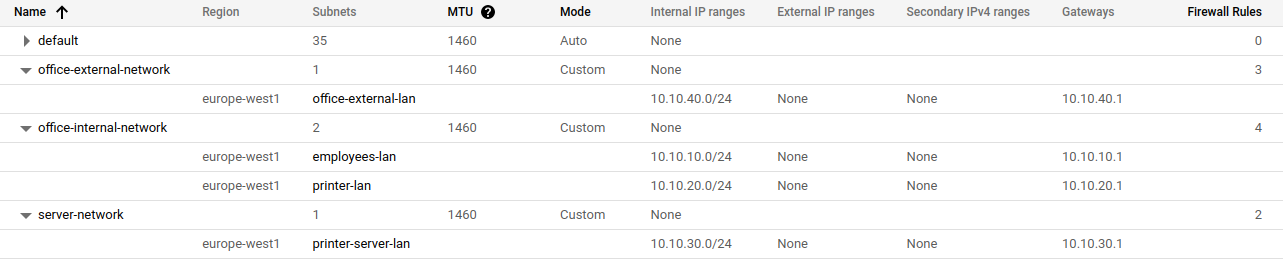 Name Region Subnets MTU ? Mode Internal IP ranges External IP ranges Secondary IPv4 ranges Gateways Firewall Rules
default 35 1460 Auto None 0
office-external-network 1 1460 Custom None 3
europe-west1 office-external-lan 10.10.40.0/24 None None 10.10.40.1
office-internal-network 2 1460 Custom None 4
europe-west1 employees-lan 10.10.10.0/24 None None 10.10.10.1
europe-west1 printer-lan 10.10.20.0/24 None None 10.10.20.1
server-network 1 1460 Custom None 2
europe-west1 printer-server-lan 10.10.30.0/24 None None 10.10.30.1